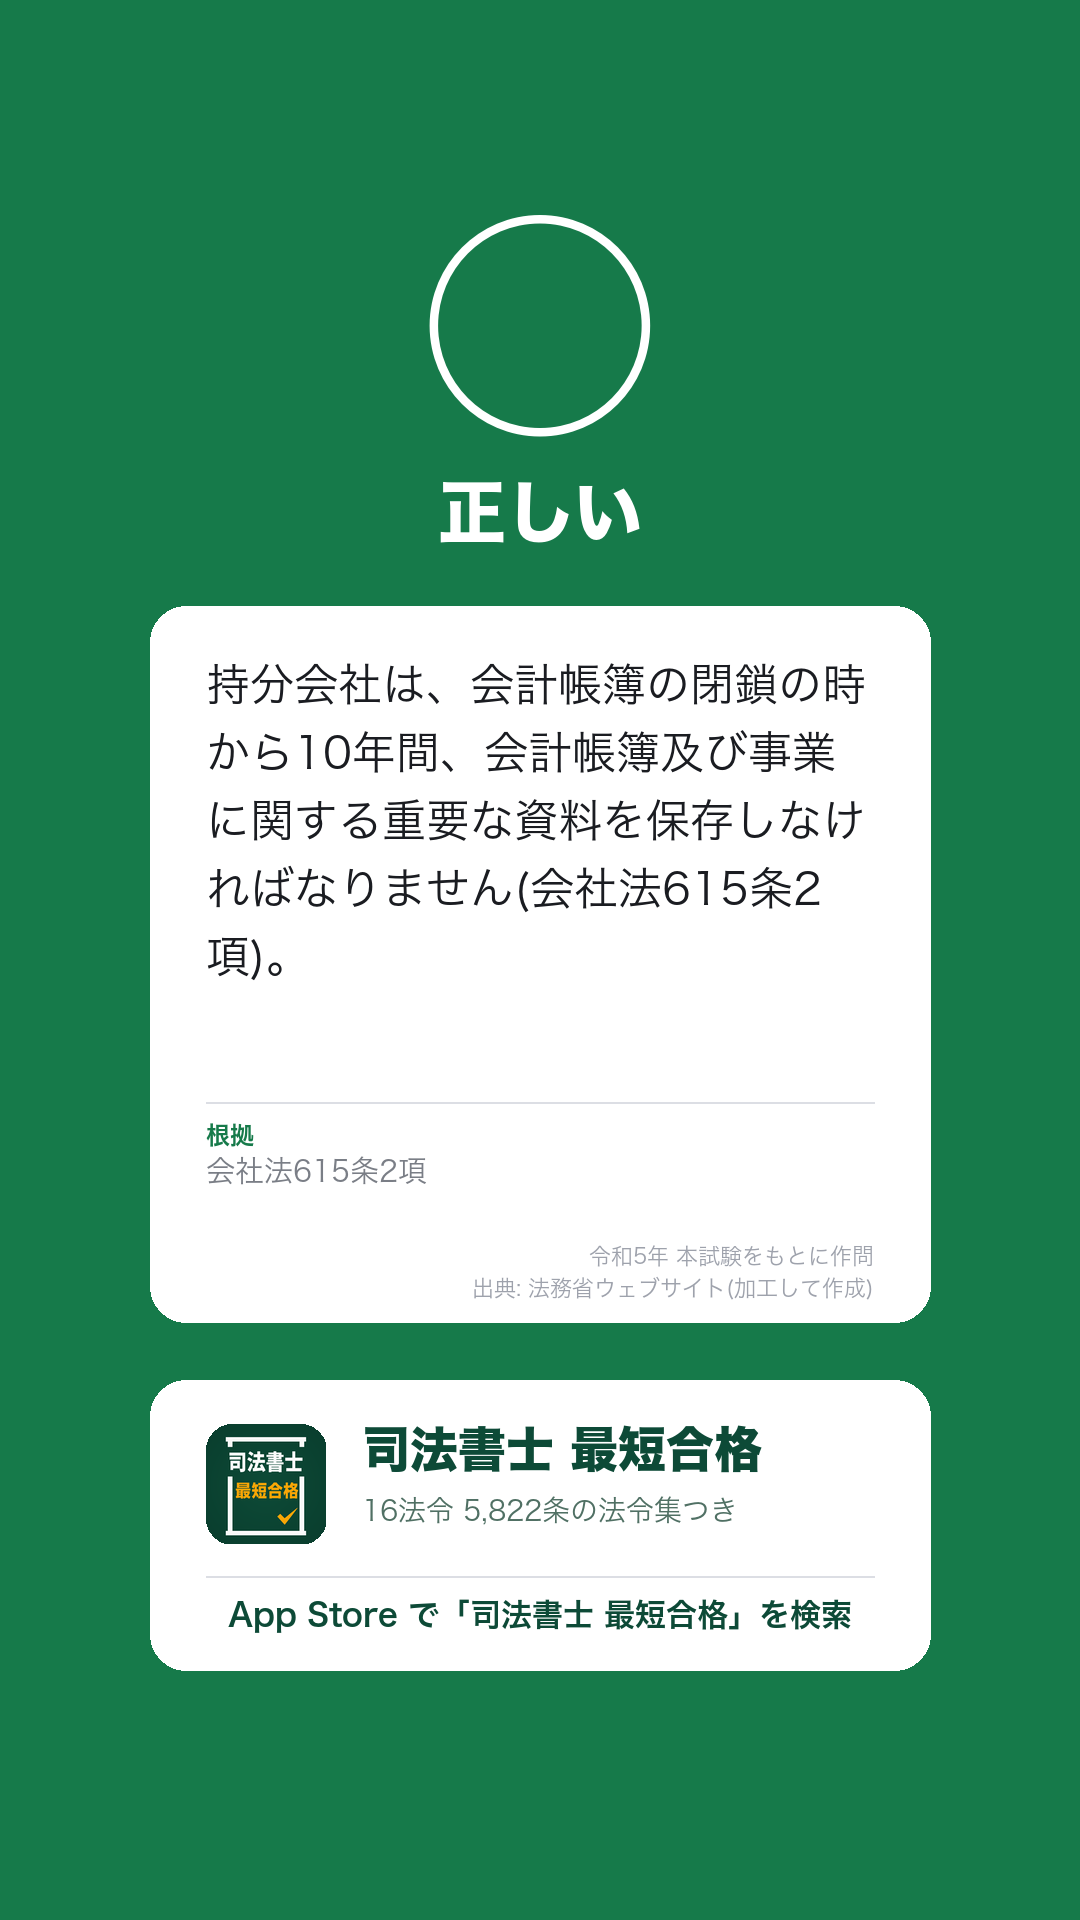 正しい
持分会社は、会計帳簿の閉鎖の時
から10年間、会計帳簿及び事業
に関する重要な資料を保存しなけ
ればなりません(会社法615条2
項)。
根拠
会社法615条2項
令和5年 本試験をもとに作問
出典: 法務省ウェブサイト(加工して作成)
司法書士
最短合格
司法書士 最短合格
16法令 5,822条の法令集つき
App Store で「司法書士 最短合格」を検索